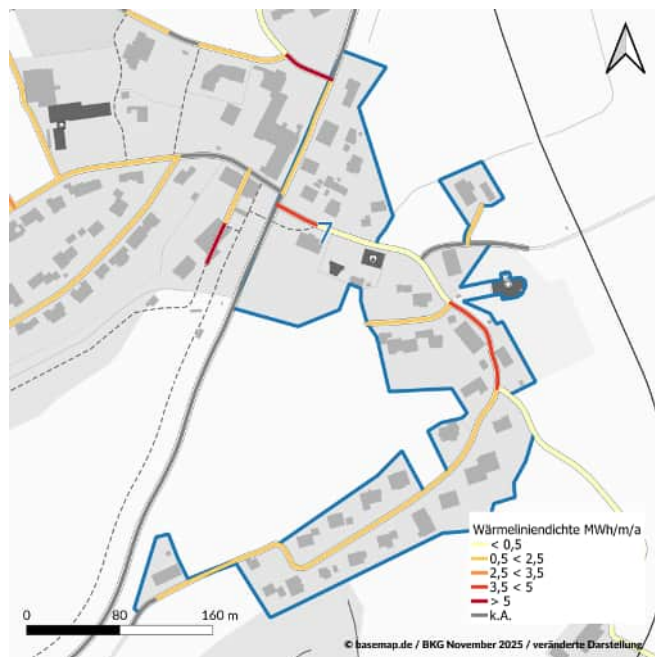 7
Wärmeliniendichte MWh/m/a
< 0,5
0,5 < 2,5
2,5 < 3,5
3,5 < 5
> 5
k.A.
0 80 160 m
© basemap.de / BKG November 2025 / veränderte Darstellung